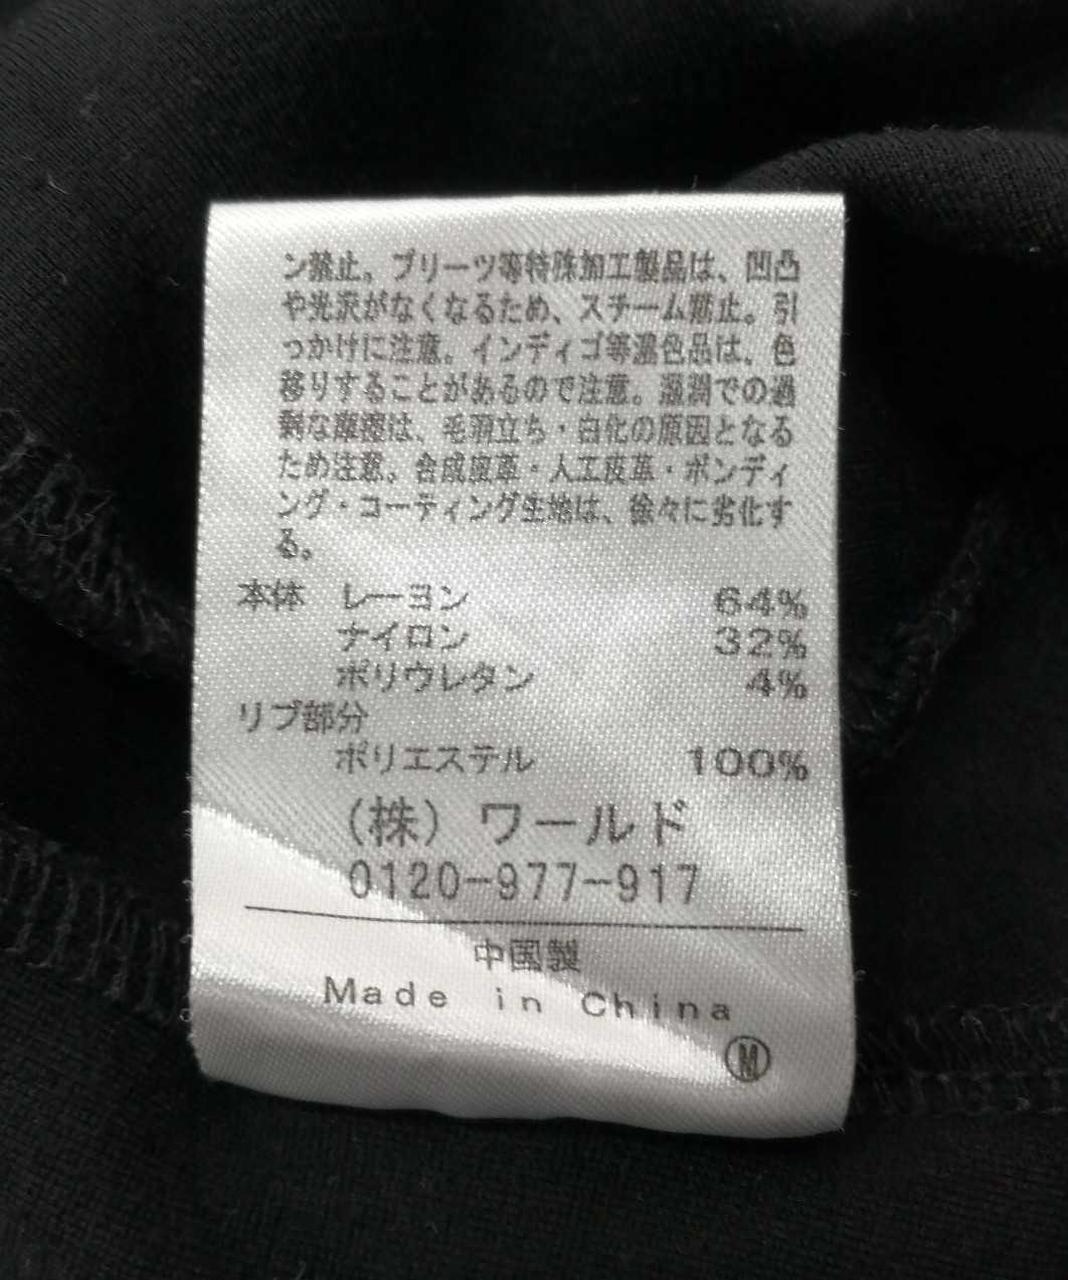 ン禁止。プリーツ等特殊加工製品は、凹凸
や光沢がなくなるため、スチーム禁止。引
っかけに注意。インディゴ等濃色品は、色
移りすることがあるので注意。湿潤での過
剰な摩擦は、毛羽立ち・白化の原因となる
ため注意。合成皮革・人工皮革・ボンディ
ング・コーティング生地は、徐々に劣化す
る。
本体 レーヨン 64%
ナイロン 32%
ポリウレタン 4%
リブ部分
ポリエステル 100%
(株) ワールド
0120-977-917
中国製
Made in China
Ⓜ